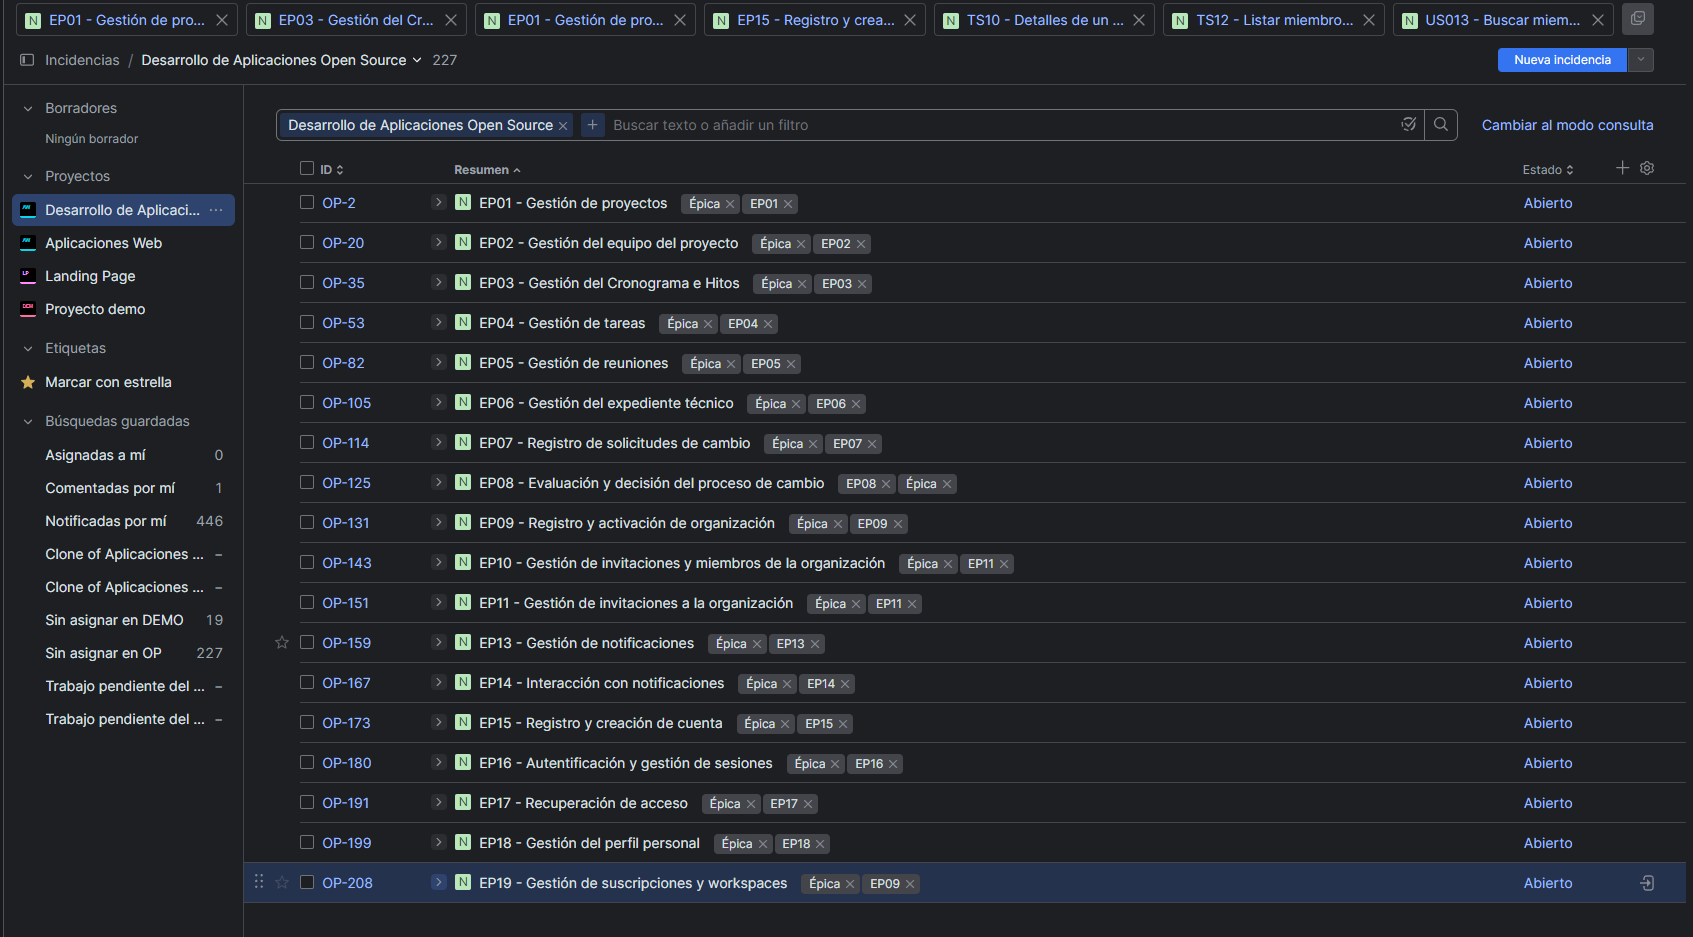 N EP01 - Gestión de pro...
N EP03 - Gestión del Cr...
N EP01 - Gestión de pro...
N EP15 - Registro y crea...
N TS10 - Detalles de un ...
N TS12 - Listar miembro...
N US013 - Buscar miem...
Incidencias / Desarrollo de Aplicaciones Open Source 227
Nueva incidencia
Borradores
Ningún borrador
Proyectos
Desarrollo de Aplicaci... ...
Aplicaciones Web
LP Landing Page
DEM Proyecto demo
Etiquetas
Marcar con estrella
Búsquedas guardadas
Asignadas a mí 0
Comentadas por mí 1
Notificadas por mí 446
Clone of Aplicaciones ... –
Clone of Aplicaciones ... –
Sin asignar en DEMO 19
Sin asignar en OP 227
Trabajo pendiente del ... –
Trabajo pendiente del ... –
Desarrollo de Aplicaciones Open Source
Buscar texto o añadir un filtro
Cambiar al modo consulta
ID Resumen Estado
OP-2 N EP01 - Gestión de proyectos Épica EP01 Abierto
OP-20 N EP02 - Gestión del equipo del proyecto Épica EP02 Abierto
OP-35 N EP03 - Gestión del Cronograma e Hitos Épica EP03 Abierto
OP-53 N EP04 - Gestión de tareas Épica EP04 Abierto
OP-82 N EP05 - Gestión de reuniones Épica EP05 Abierto
OP-105 N EP06 - Gestión del expediente técnico Épica EP06 Abierto
OP-114 N EP07 - Registro de solicitudes de cambio Épica EP07 Abierto
OP-125 N EP08 - Evaluación y decisión del proceso de cambio EP08 Épica Abierto
OP-131 N EP09 - Registro y activación de organización Épica EP09 Abierto
OP-143 N EP10 - Gestión de invitaciones y miembros de la organización Épica EP11 Abierto
OP-151 N EP11 - Gestión de invitaciones a la organización Épica EP11 Abierto
OP-159 N EP13 - Gestión de notificaciones Épica EP13 Abierto
OP-167 N EP14 - Interacción con notificaciones Épica EP14 Abierto
OP-173 N EP15 - Registro y creación de cuenta Épica EP15 Abierto
OP-180 N EP16 - Autentificación y gestión de sesiones Épica EP16 Abierto
OP-191 N EP17 - Recuperación de acceso Épica EP17 Abierto
OP-199 N EP18 - Gestión del perfil personal Épica EP18 Abierto
OP-208 N EP19 - Gestión de suscripciones y workspaces Épica EP09 Abierto